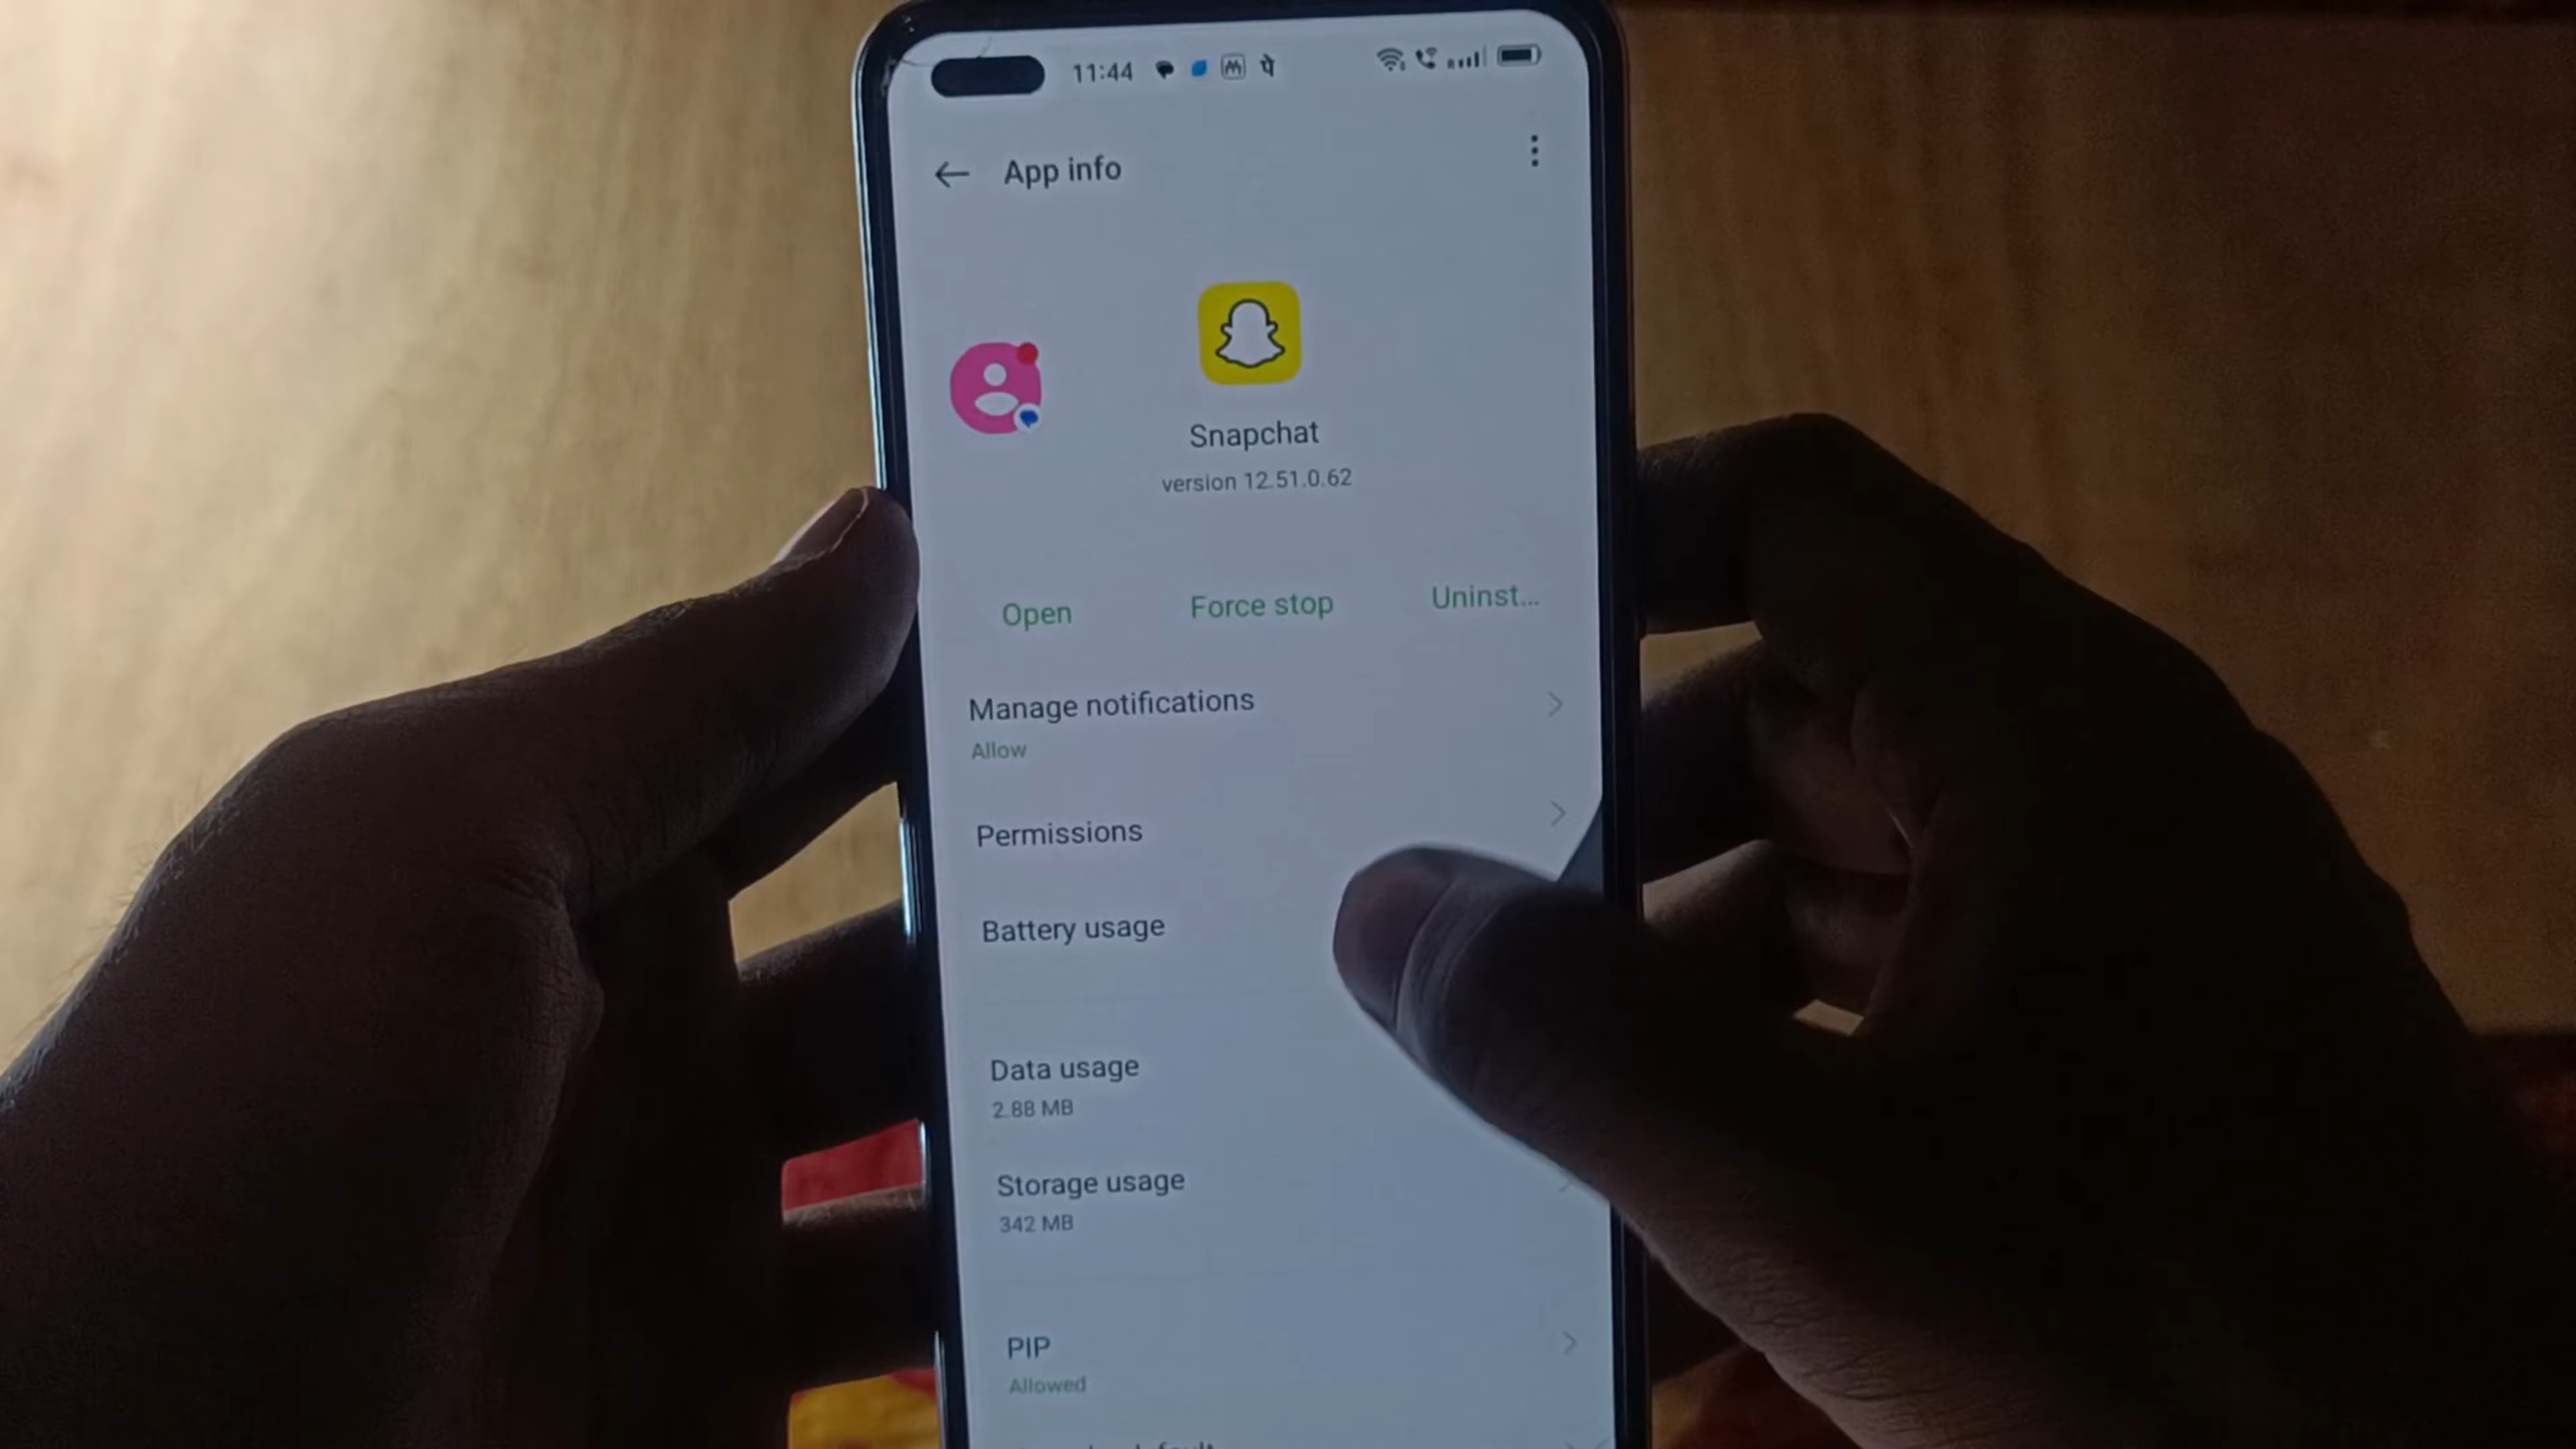 11:44 पे
App info
Snapchat
version 12.51.0.62
Open Force stop Uninst...
Manage notifications
Allow
Permissions
Battery usage
Data usage
2.88 MB
Storage usage
342 MB
PIP
Allowed